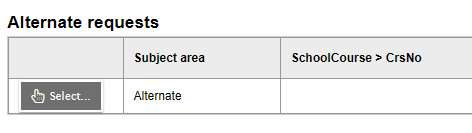 Alternate requests
Subject area SchoolCourse > CrsNo
Select... Alternate